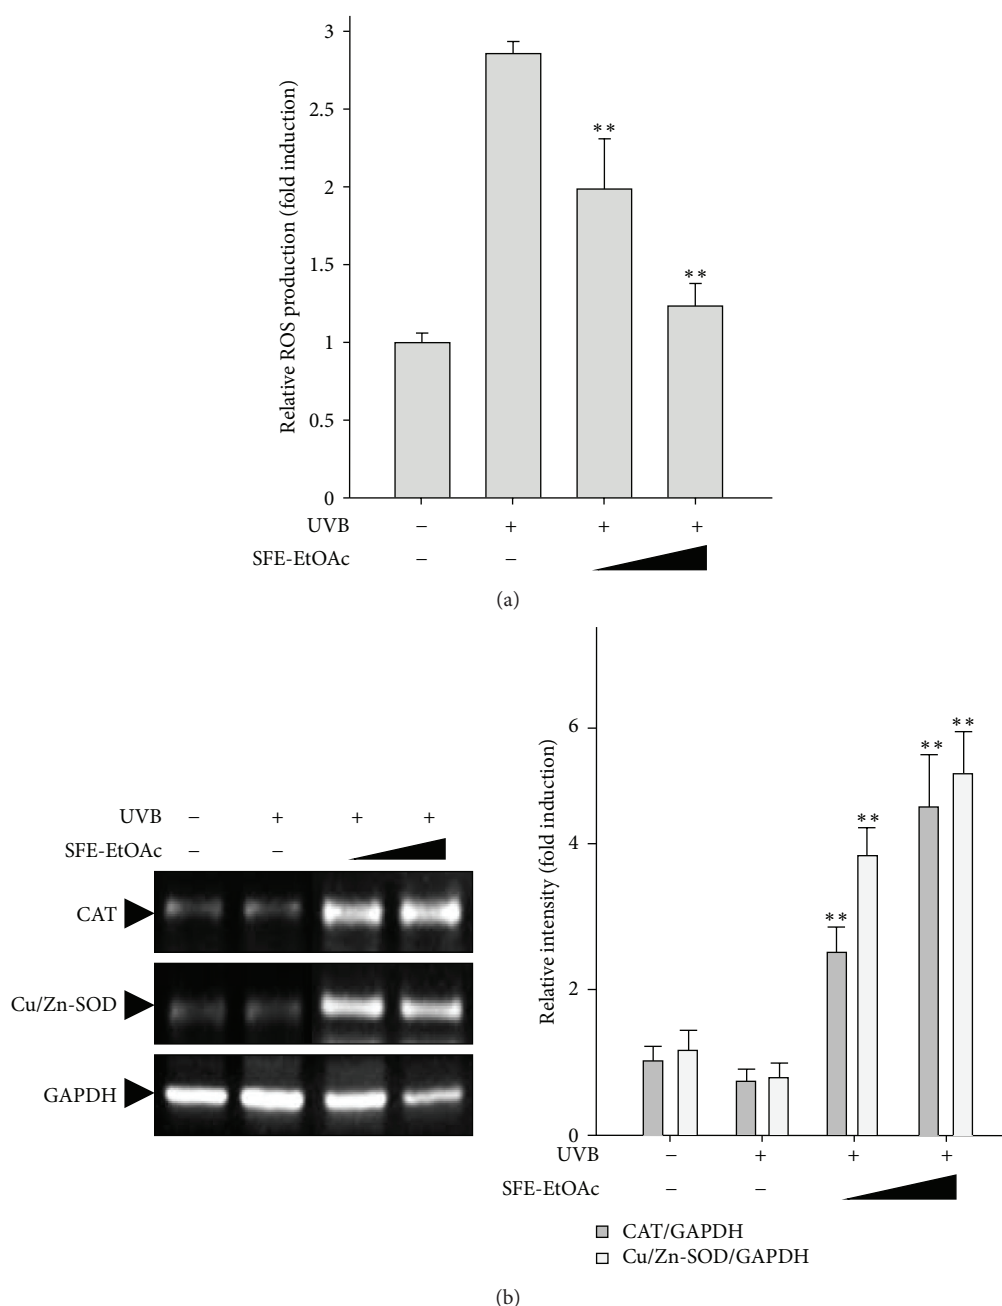 Relative ROS production (fold induction)
3
2.5
2
1.5
1
0.5
0
**
**
UVB − + + +
SFE-EtOAc − −
(a)
UVB − + + +
SFE-EtOAc − −
CAT
Cu/Zn-SOD
GAPDH
Relative intensity (fold induction)
6
4
2
0
**
**
**
**
UVB − + + +
SFE-EtOAc − −
CAT/GAPDH
Cu/Zn-SOD/GAPDH
(b)